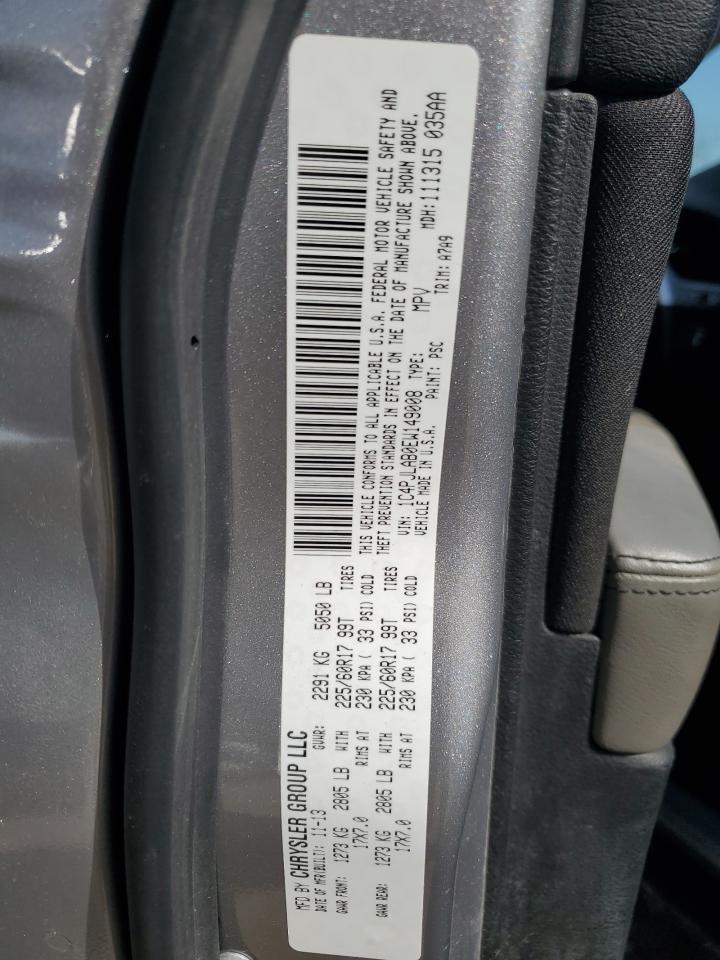 MFD BY CHRYSLER GROUP LLC
DATE OF MFR(BUILT): 11-13 GVWR: 2291 KG 5050 LB
GAWR FRONT: 1273 KG 2805 LB WITH 225/60R17 99T TIRES
17X7.0 RIMS AT 230 KPA ( 33 PSI) COLD
GAWR REAR: 1273 KG 2805 LB WITH 225/60R17 99T TIRES
17X7.0 RIMS AT 230 KPA ( 33 PSI) COLD
THIS VEHICLE CONFORMS TO ALL APPLICABLE U.S.A. FEDERAL MOTOR VEHICLE SAFETY AND
THEFT PREVENTION STANDARDS IN EFFECT ON THE DATE OF MANUFACTURE SHOWN ABOVE.
VIN: 1C4PJLAB0EW149008 TYPE: MPV MDH:111315 035AA
VEHICLE MADE IN U.S.A. PAINT: PSC TRIM: A7A9